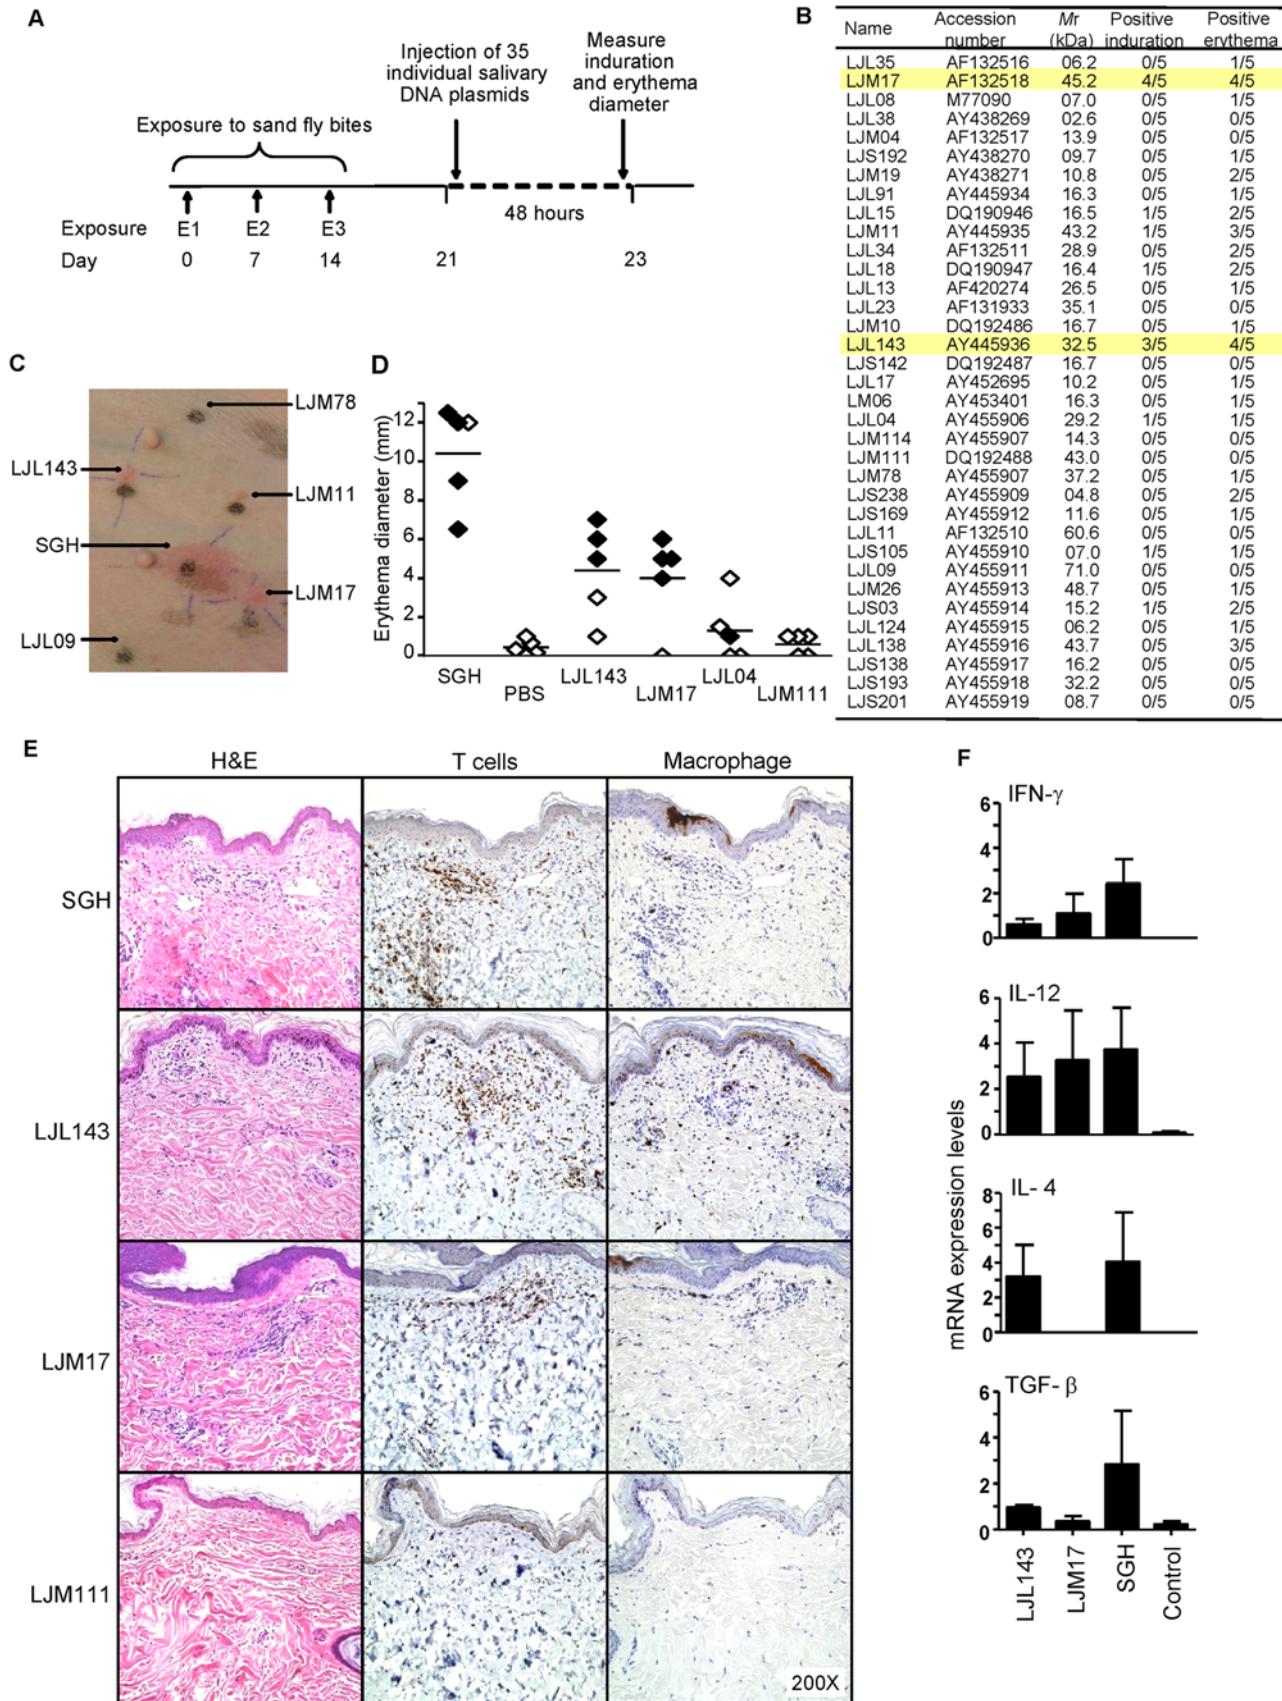 A
Injection of 35
individual salivary
DNA plasmids
Measure
induration
and erythema
diameter
Exposure to sand fly bites
48 hours
Exposure E1 E2 E3
Day 0 7 14 21 23
B
Name Accession number Mr (kDa) Positive induration Positive erythema
LJL35 AF132516 06.2 0/5 1/5
LJM17 AF132518 45.2 4/5 4/5
LJL08 M77090 07.0 0/5 1/5
LJL38 AY438269 02.6 0/5 0/5
LJM04 AF132517 13.9 0/5 0/5
LJS192 AY438270 09.7 0/5 1/5
LJM19 AY438271 10.8 0/5 2/5
LJL91 AY445934 16.3 0/5 1/5
LJL15 DQ190946 16.5 1/5 2/5
LJM11 AY445935 43.2 1/5 3/5
LJL34 AF132511 28.9 0/5 2/5
LJL18 DQ190947 16.4 1/5 2/5
LJL13 AF420274 26.5 0/5 1/5
LJL23 AF131933 35.1 0/5 0/5
LJM10 DQ192486 16.7 0/5 1/5
LJL143 AY445936 32.5 3/5 4/5
LJS142 DQ192487 16.7 0/5 0/5
LJL17 AY452695 10.2 0/5 1/5
LM06 AY453401 16.3 0/5 1/5
LJL04 AY455906 29.2 1/5 1/5
LJM114 AY455907 14.3 0/5 0/5
LJM111 DQ192488 43.0 0/5 0/5
LJM78 AY455907 37.2 0/5 1/5
LJS238 AY455909 04.8 0/5 2/5
LJS169 AY455912 11.6 0/5 1/5
LJL11 AF132510 60.6 0/5 0/5
LJS105 AY455910 07.0 1/5 1/5
LJL09 AY455911 71.0 0/5 0/5
LJM26 AY455913 48.7 0/5 1/5
LJS03 AY455914 15.2 1/5 2/5
LJL124 AY455915 06.2 0/5 1/5
LJL138 AY455916 43.7 0/5 3/5
LJS138 AY455917 16.2 0/5 0/5
LJS193 AY455918 32.2 0/5 0/5
LJS201 AY455919 08.7 0/5 0/5
C
LJM78
LJL143
LJM11
SGH
LJM17
LJL09
D
Erythema diameter (mm)
12
10
8
6
4
2
0
SGH PBS LJL143 LJM17 LJL04 LJM111
E
H&E T cells Macrophage
SGH
LJL143
LJM17
LJM111
200X
F
mRNA expression levels
IFN-γ
6
4
2
0
IL-12
6
4
2
0
IL- 4
8
6
4
2
0
TGF- β
6
4
2
0
LJL143 LJM17 SGH Control